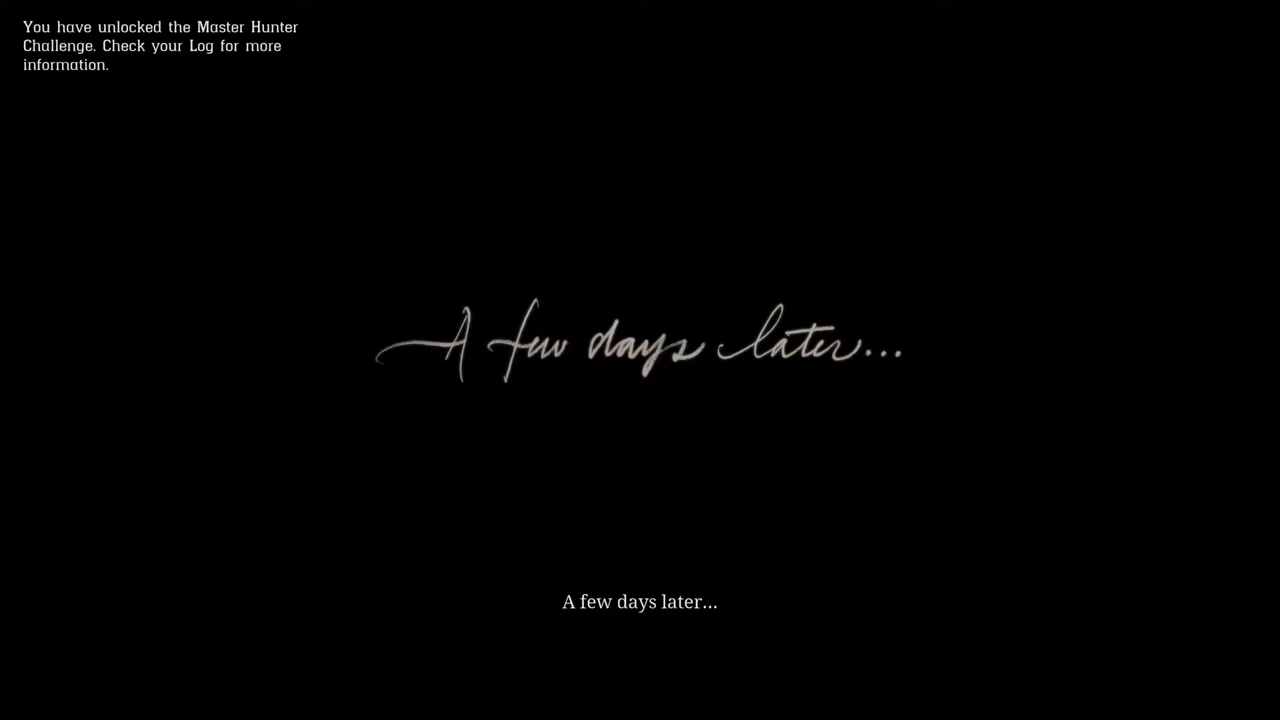 You have unlocked the Master Hunter
Challenge. Check your Log for more
information.
A few days later...
A few days later...